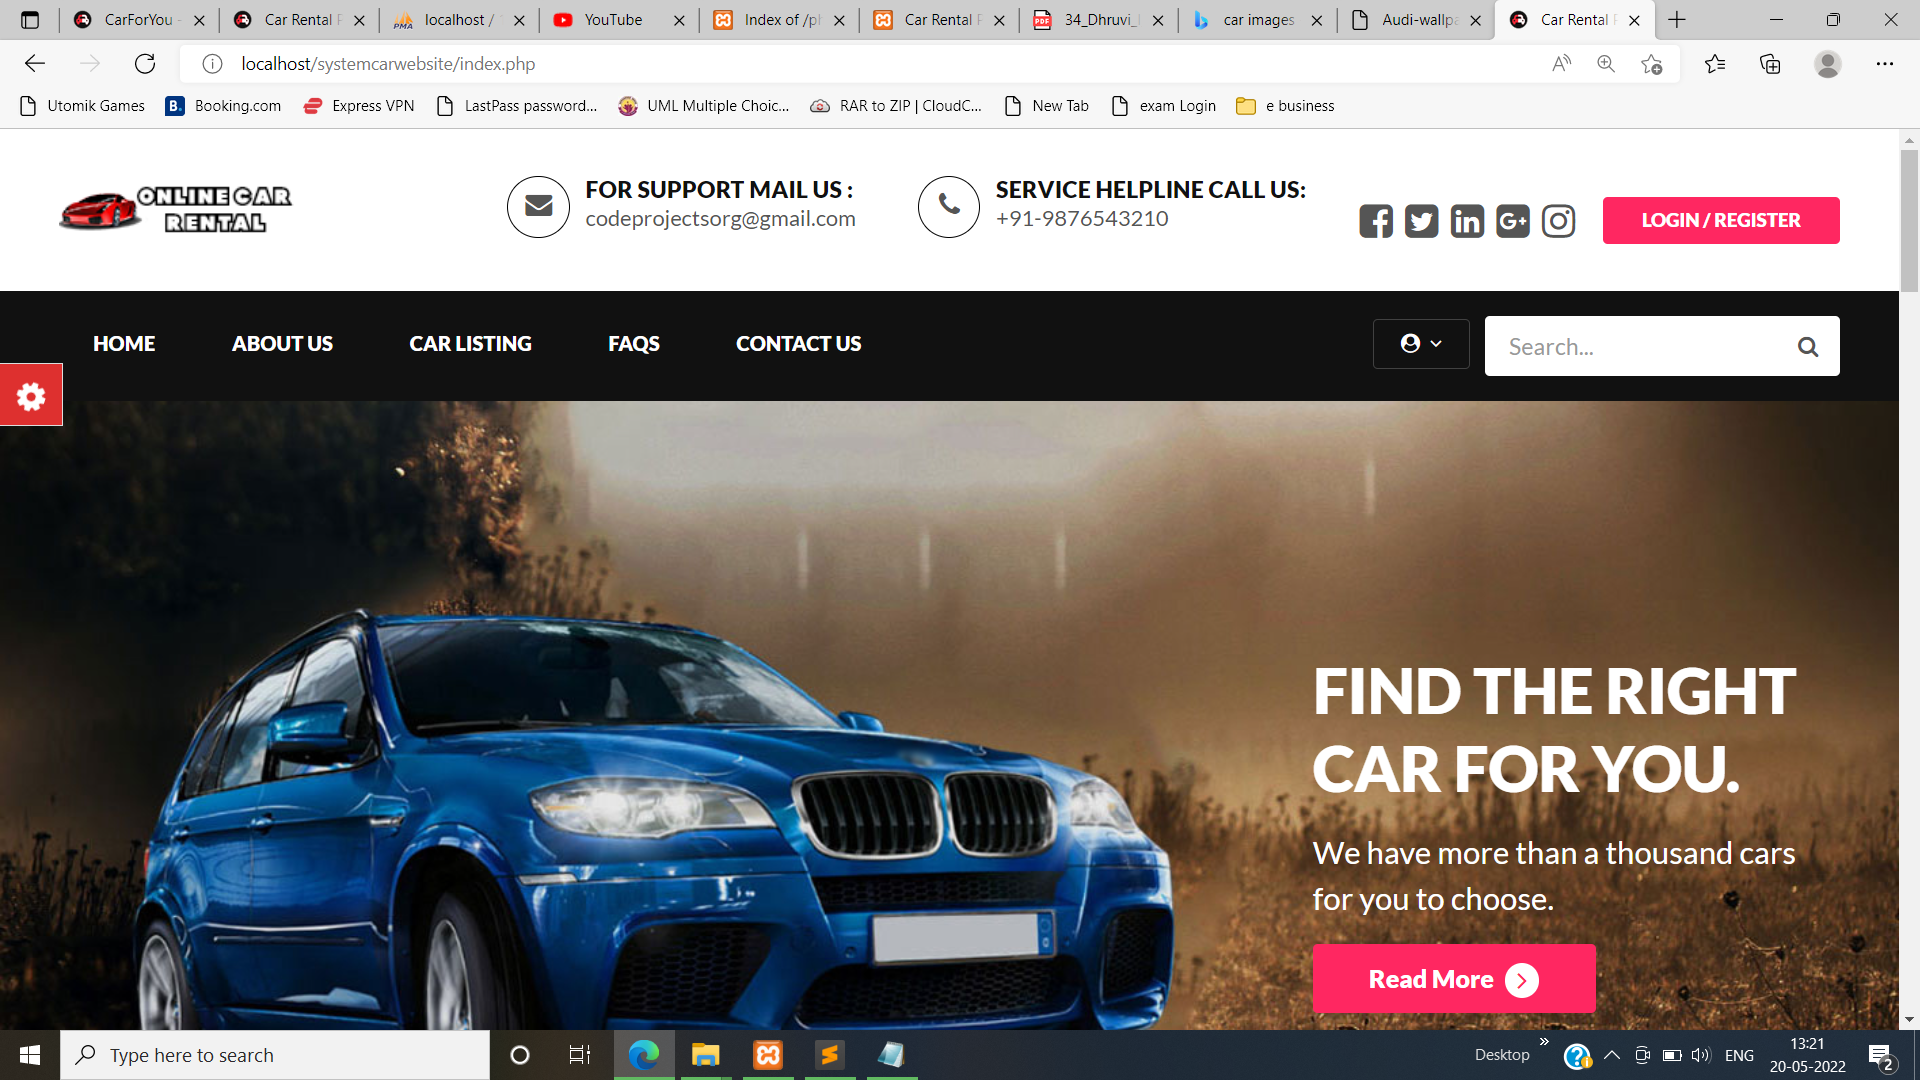 CarForYou
Car Rental P
localhost /
YouTube
Index of /ph
Car Rental P
34_Dhruvi_
car images
Audi-wallpa
Car Rental P
localhost/systemcarwebsite/index.php
Utomik Games
Booking.com
Express VPN
LastPass password...
UML Multiple Choic...
RAR to ZIP | CloudC...
New Tab
exam Login
e business
ONLINE CAR
RENTAL
FOR SUPPORT MAIL US :
codeprojectsorg@gmail.com
SERVICE HELPLINE CALL US:
+91-9876543210
LOGIN / REGISTER
HOME
ABOUT US
CAR LISTING
FAQS
CONTACT US
Search...
FIND THE RIGHT
CAR FOR YOU.
We have more than a thousand cars
for you to choose.
Read More
Type here to search
Desktop
ENG
13:21
20-05-2022
2